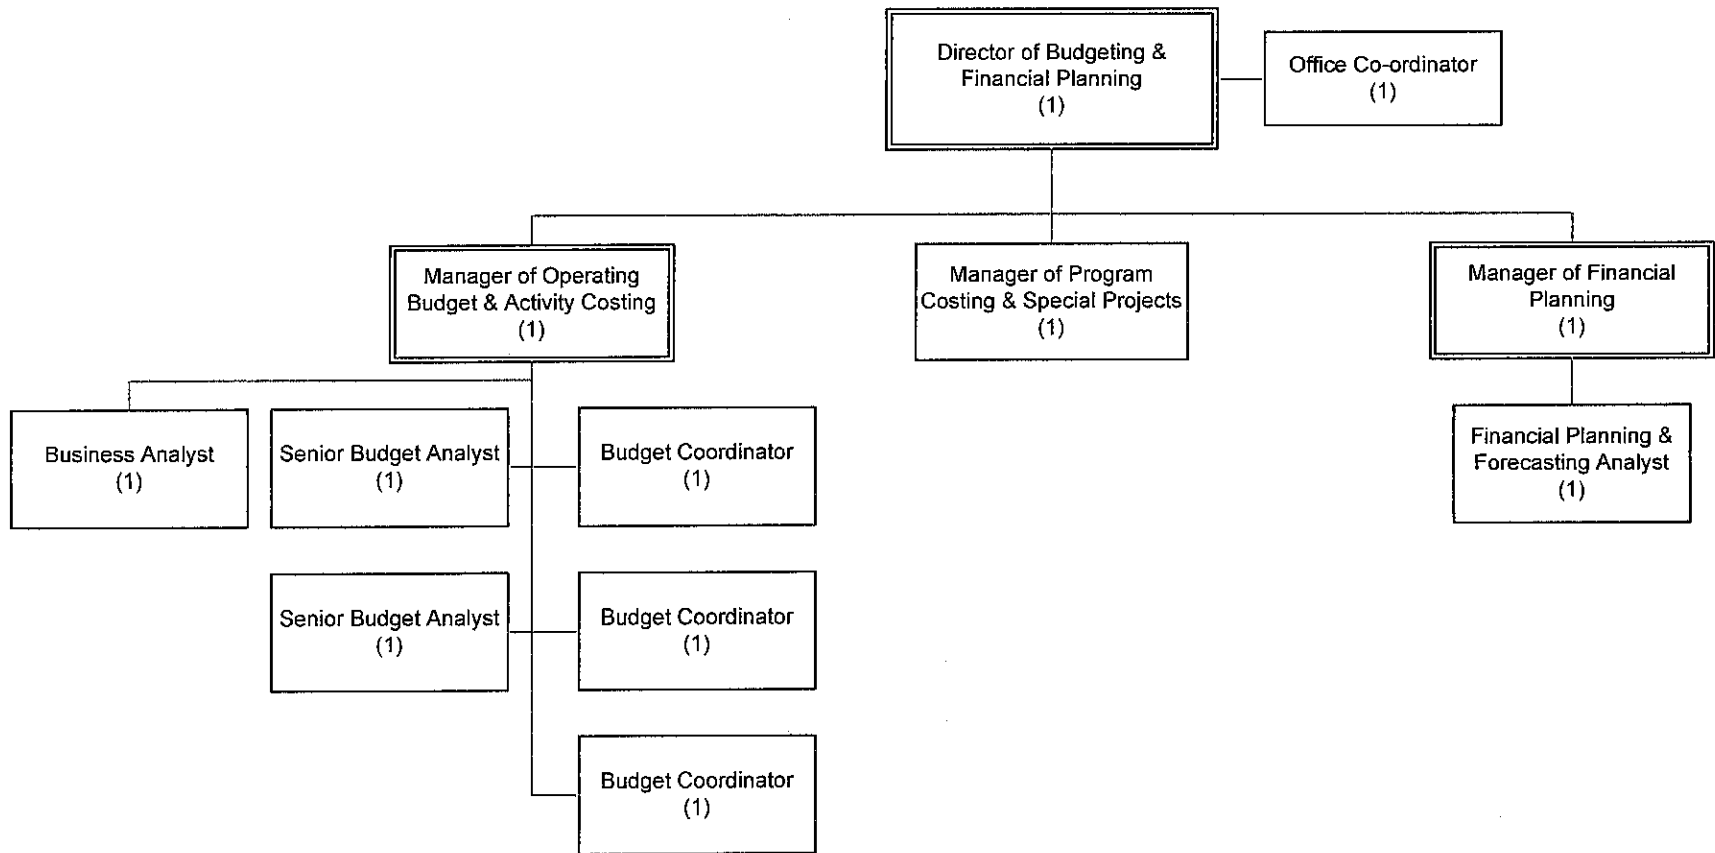 Director of Budgeting &
Financial Planning
(1)
Office Co-ordinator
(1)
Manager of Operating
Budget & Activity Costing
(1)
Manager of Program
Costing & Special Projects
(1)
Manager of Financial
Planning
(1)
Business Analyst
(1)
Senior Budget Analyst
(1)
Budget Coordinator
(1)
Financial Planning &
Forecasting Analyst
(1)
Senior Budget Analyst
(1)
Budget Coordinator
(1)
Budget Coordinator
(1)